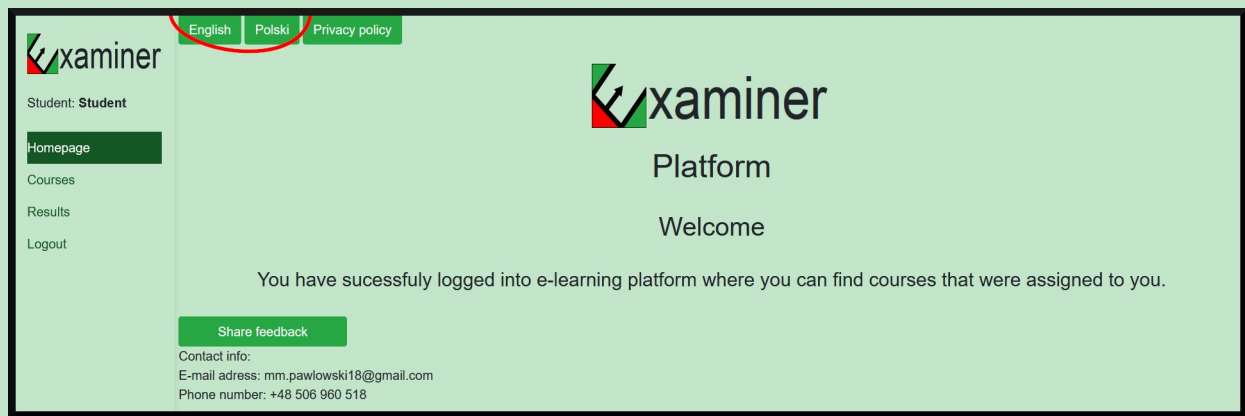 Examiner
Student: Student
Homepage
Courses
Results
Logout
English Polski Privacy policy
Examiner
Platform
Welcome
You have sucessfuly logged into e-learning platform where you can find courses that were assigned to you.
Share feedback
Contact info:
E-mail adress: mm.pawlowski18@gmail.com
Phone number: +48 506 960 518